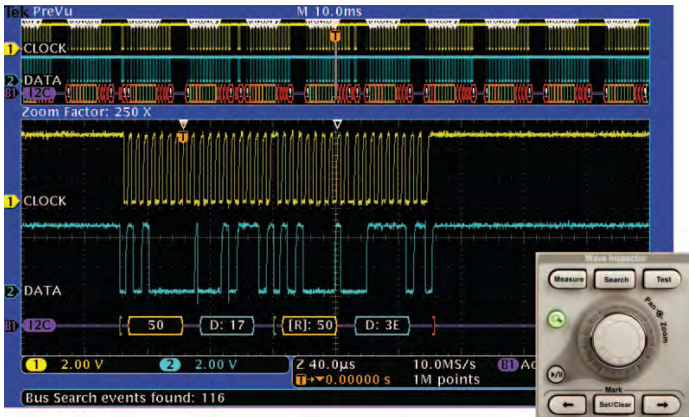 Tek PreVu M 10.0ms
T
1 CLOCK
2 DATA
B1 I2C
Zoom Factor: 250 X
T
1 CLOCK
2 DATA
B1 I2C 50 D: 17 [R]: 50 D: 3E
1 2.00 V 2 2.00 V Z 40.0µs 10.0MS/s B1
T→▼0.00000 s 1M points
Bus Search events found: 116
Wave Inspector
Measure Search Test
Pan Zoom
Mark
← Set/Clear →